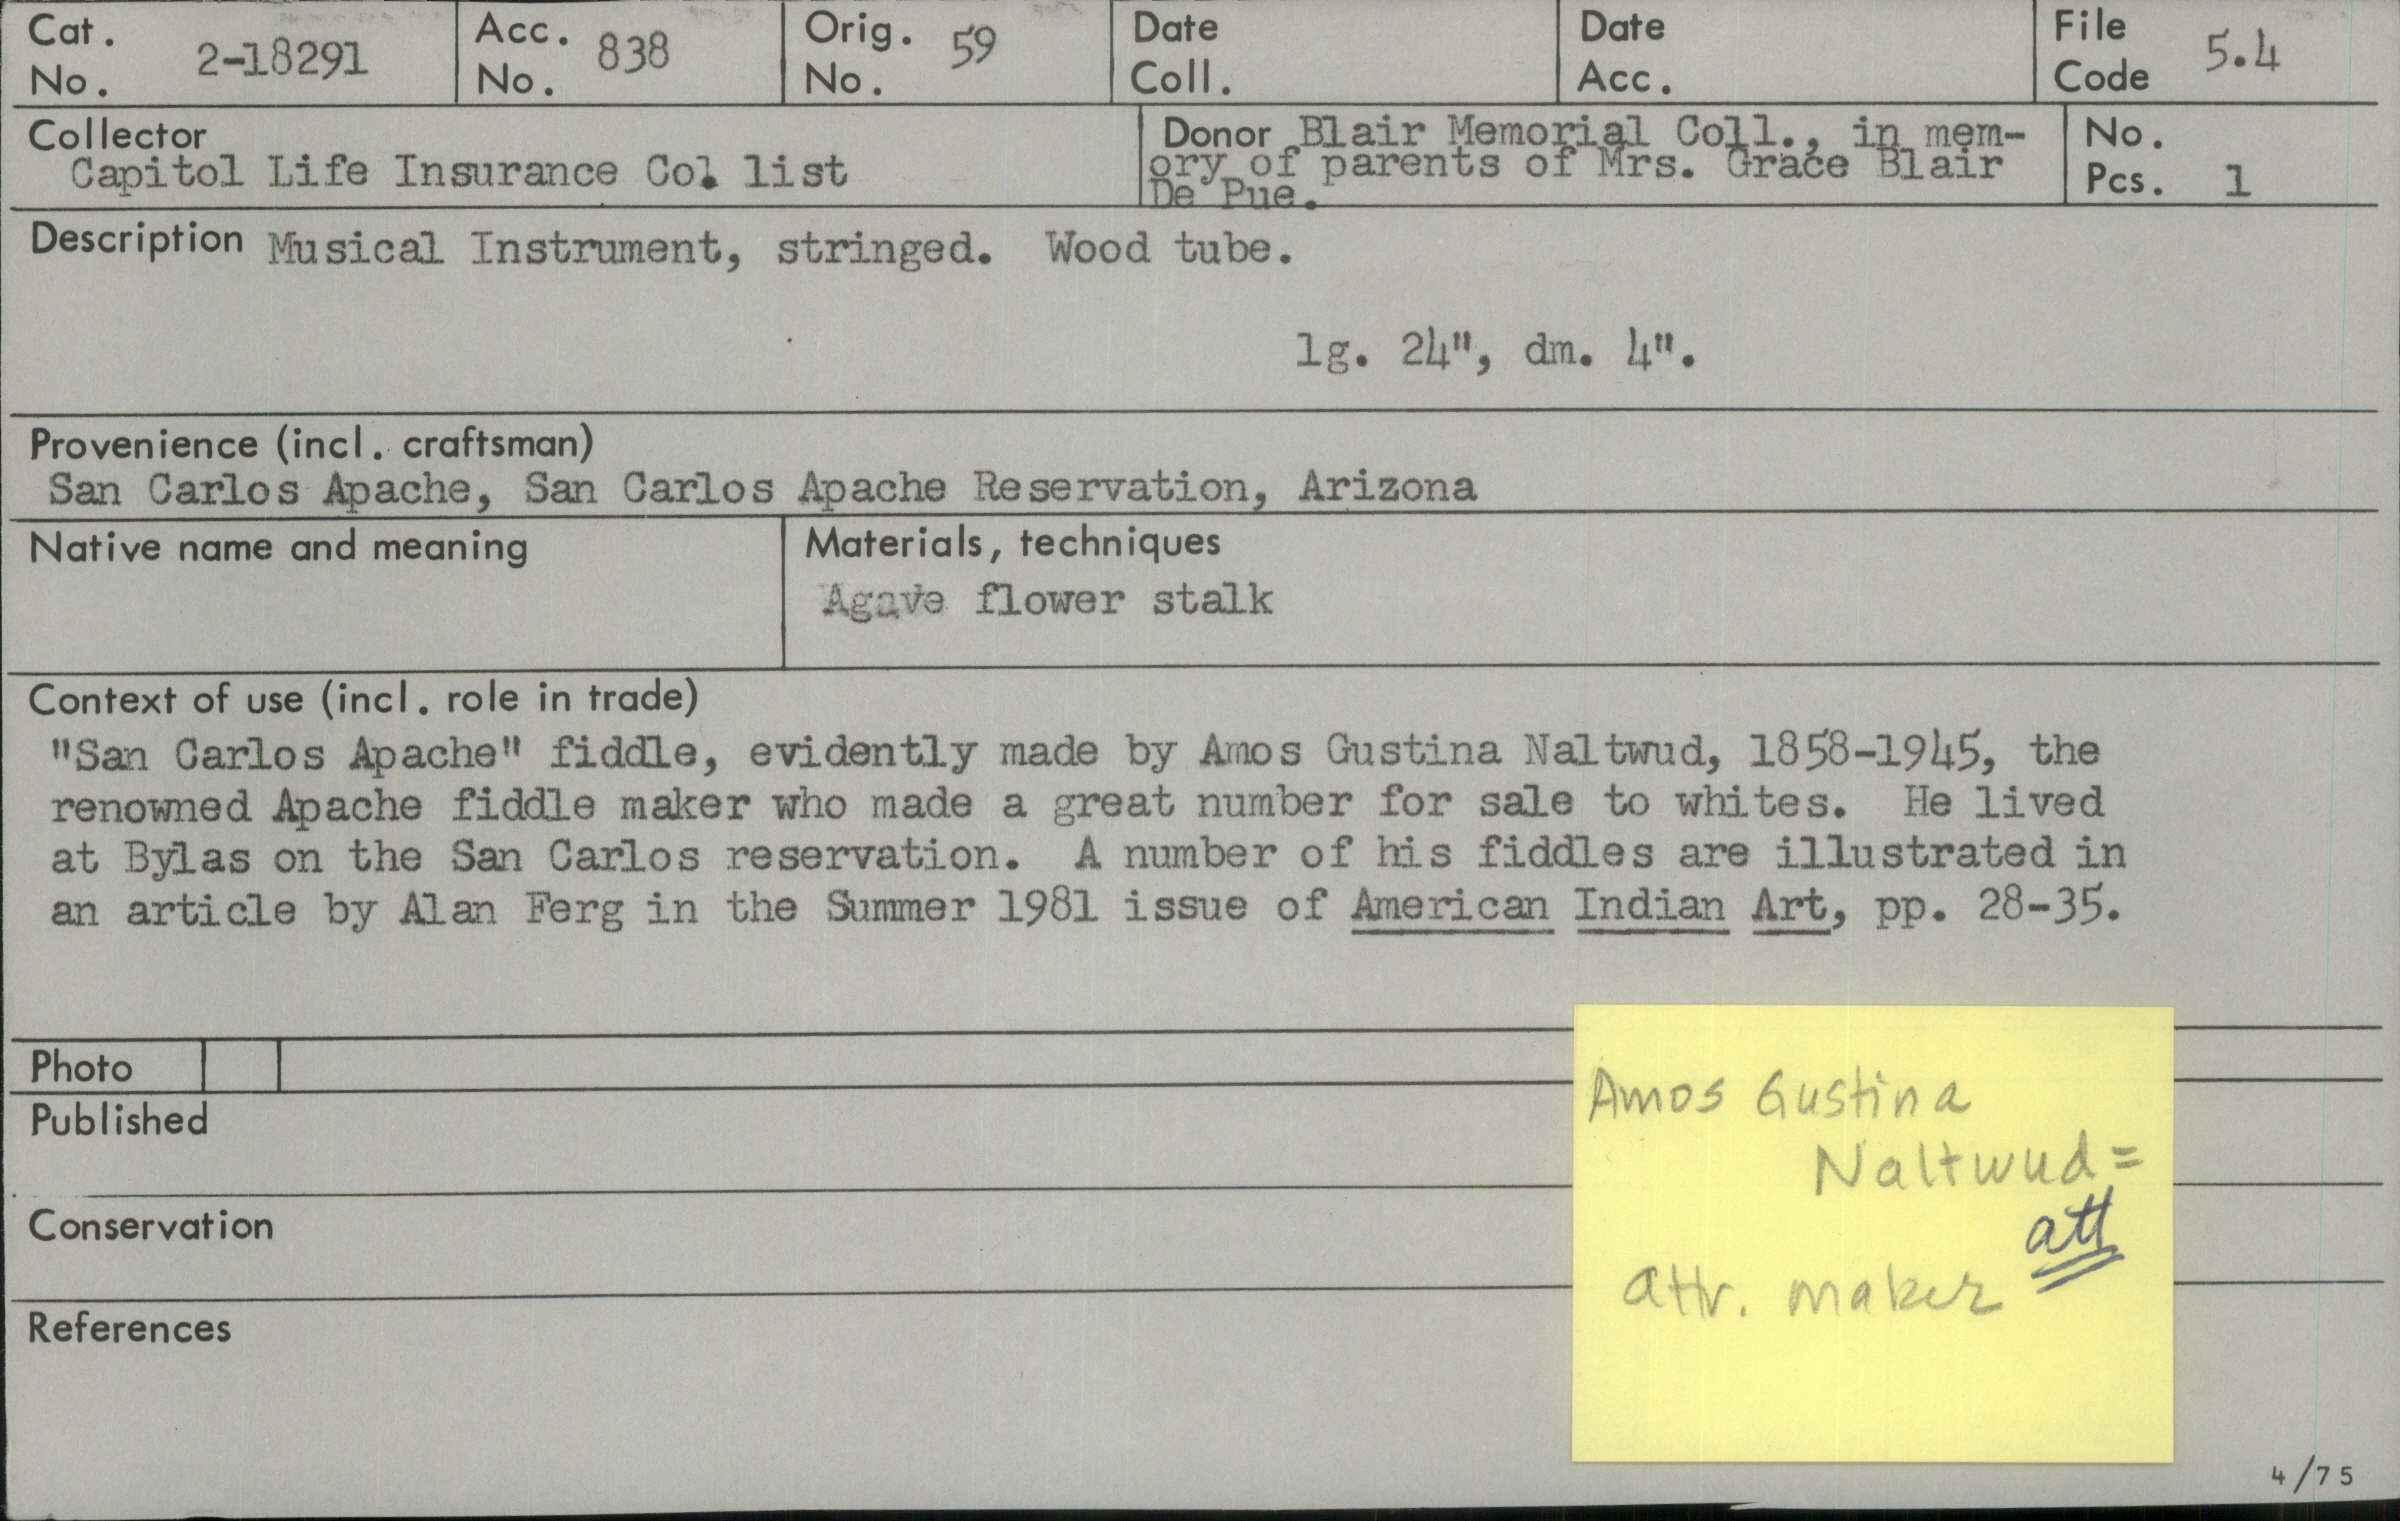 Cat. No. 2-18291 Acc. No. 838 Orig. No. 59 Date Coll. Date Acc. File Code 5.4
Collector
Capitol Life Insurance Co. list
Donor Blair Memorial Coll., in mem-
ory of parents of Mrs. Grace Blair
De Pue.
No. Pcs. 1
Description Musical Instrument, stringed. Wood tube.
lg. 24", dm. 4".
Provenience (incl. craftsman)
San Carlos Apache, San Carlos Apache Reservation, Arizona
Native name and meaning
Materials, techniques
Agave flower stalk
Context of use (incl. role in trade)
"San Carlos Apache" fiddle, evidently made by Amos Gustina Naltwud, 1858-1945, the
renowned Apache fiddle maker who made a great number for sale to whites. He lived
at Bylas on the San Carlos reservation. A number of his fiddles are illustrated in
an article by Alan Ferg in the Summer 1981 issue of American Indian Art, pp. 28-35.
Photo
Published
Conservation
References
Amos Gustina
Naltwud =
att
attr. maker
4/75